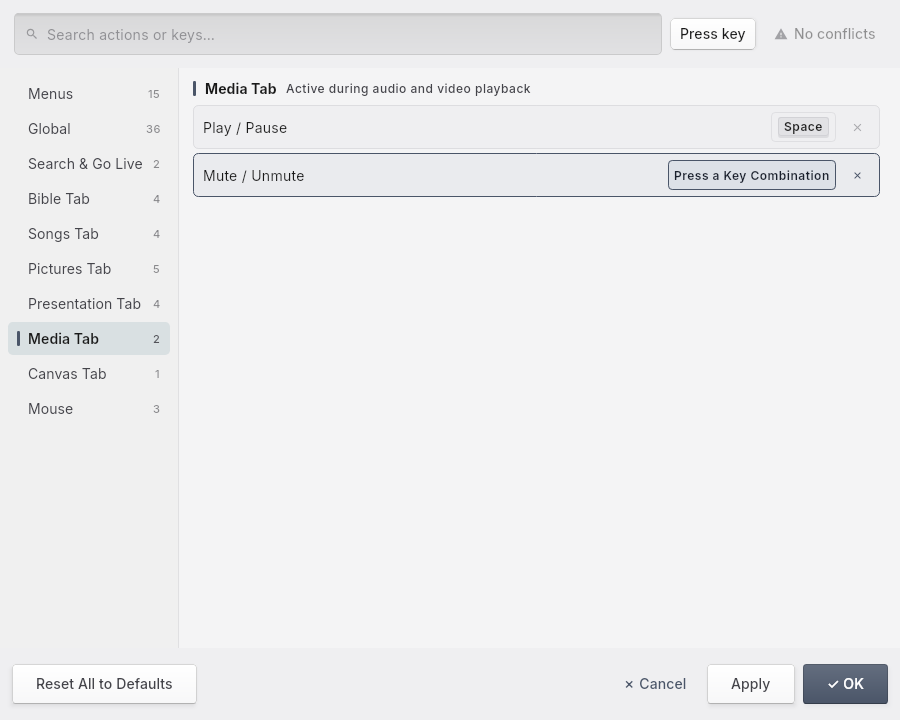 Search actions or keys...
Press key
No conflicts
Menus 15
Global 36
Search & Go Live 2
Bible Tab 4
Songs Tab 4
Pictures Tab 5
Presentation Tab 4
Media Tab 2
Canvas Tab 1
Mouse 3
Media Tab Active during audio and video playback
Play / Pause Space ×
Mute / Unmute Press a Key Combination ×
Reset All to Defaults
× Cancel
Apply
✓ OK